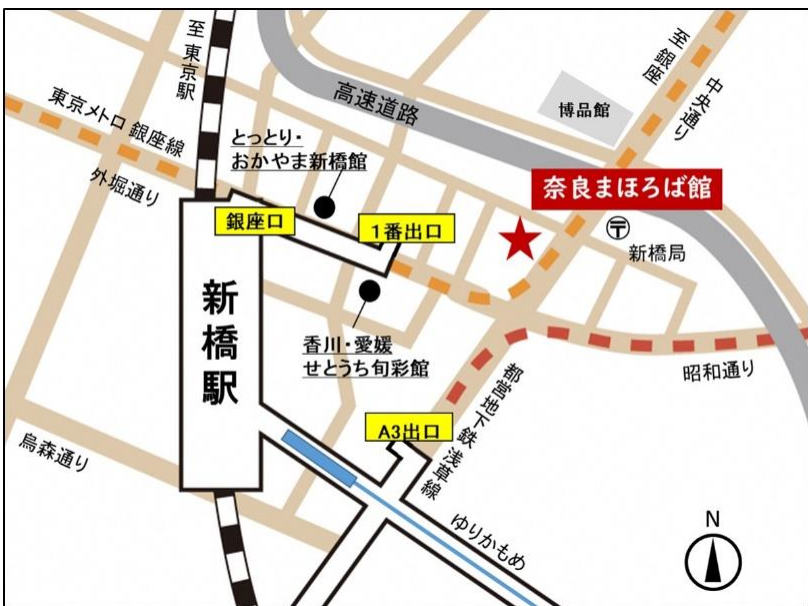 至東京駅
高速道路
博品館
至銀座
中央通り
東京メトロ 銀座線
外堀通り
とっとり・
おかやま新橋館
奈良まほろば館
銀座口
1番出口
〒
新橋局
新橋駅
香川・愛媛
せとうち旬彩館
昭和通り
都営地下鉄 浅草線
A3出口
烏森通り
ゆりかもめ
N